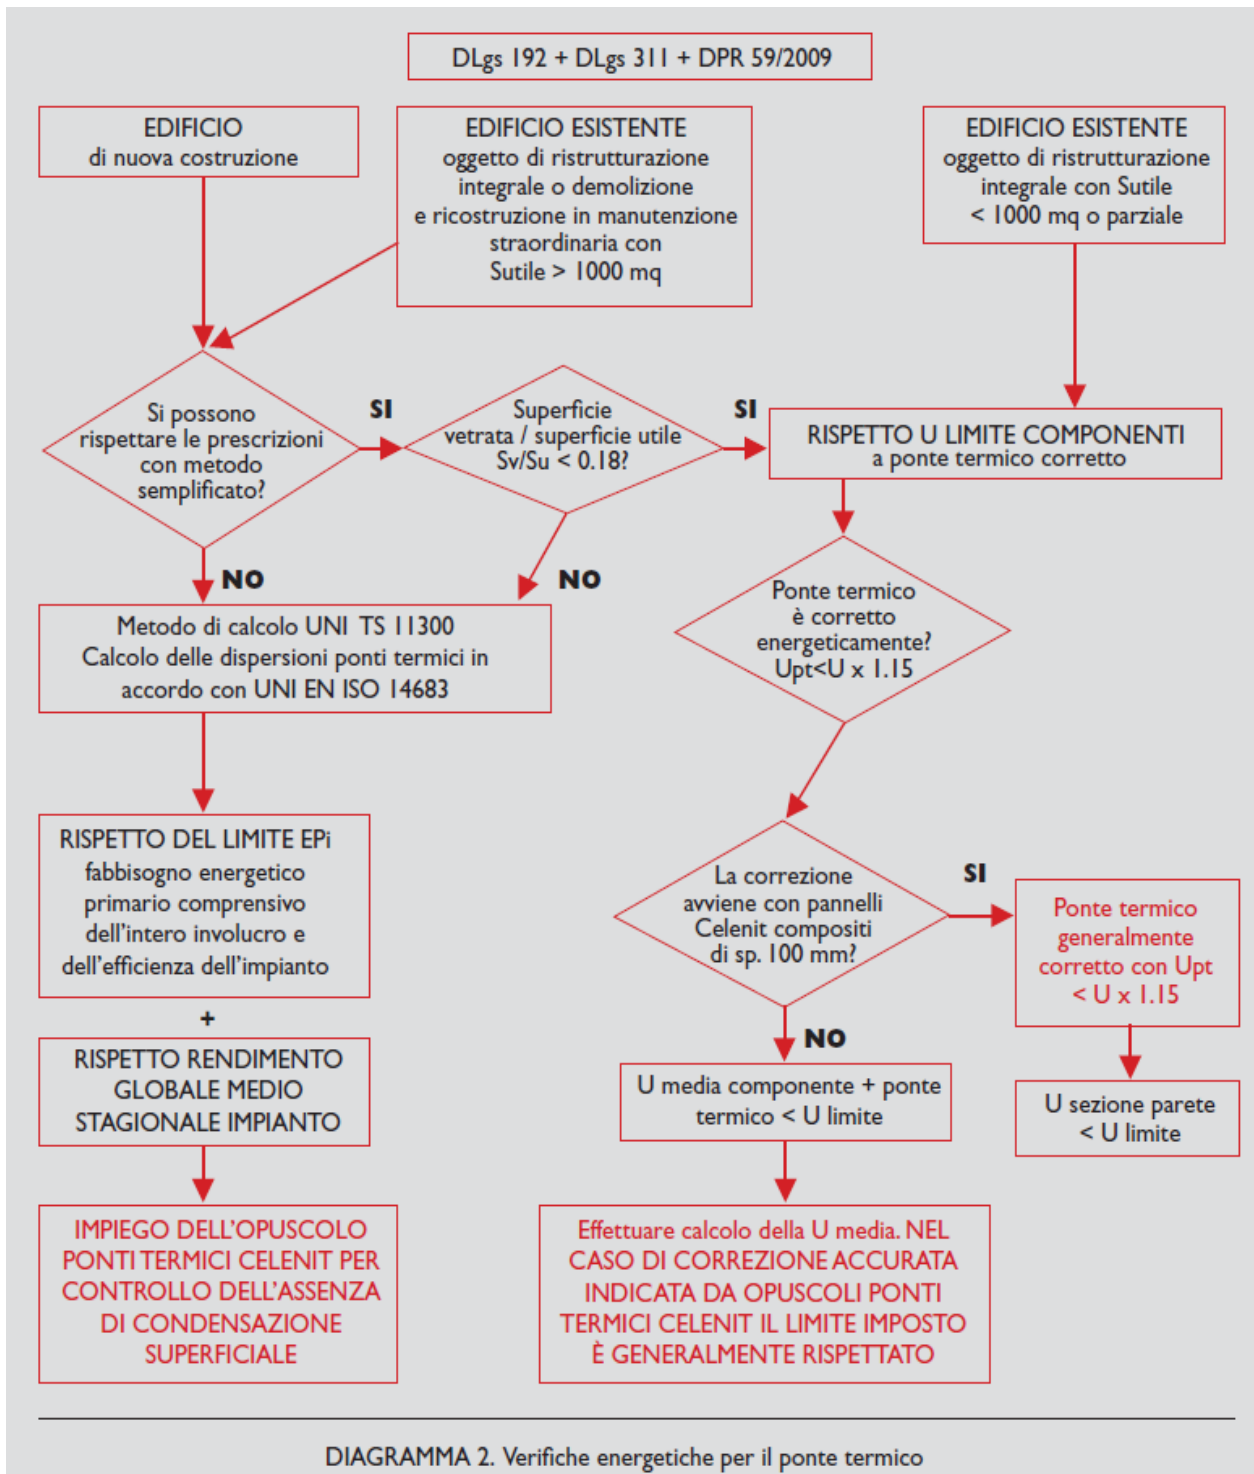 DLgs 192 + DLgs 311 + DPR 59/2009
EDIFICIO
di nuova costruzione
EDIFICIO ESISTENTE
oggetto di ristrutturazione
integrale o demolizione
e ricostruzione in manutenzione
straordinaria con
Sutile > 1000 mq
EDIFICIO ESISTENTE
oggetto di ristrutturazione
integrale con Sutile
< 1000 mq o parziale
Si possono
rispettare le prescrizioni
con metodo
semplificato?
SI
Superficie
vetrata / superficie utile
Sv/Su < 0.18?
SI
RISPETTO U LIMITE COMPONENTI
a ponte termico corretto
NO
NO
Metodo di calcolo UNI TS 11300
Calcolo delle dispersioni ponti termici in
accordo con UNI EN ISO 14683
Ponte termico
è corretto
energeticamente?
Upt<U x 1.15
RISPETTO DEL LIMITE EPi
fabbisogno energetico
primario comprensivo
dell'intero involucro e
dell'efficienza dell'impianto
+
RISPETTO RENDIMENTO
GLOBALE MEDIO
STAGIONALE IMPIANTO
La correzione
avviene con pannelli
Celenit compositi
di sp. 100 mm?
SI
Ponte termico
generalmente
corretto con Upt
< U x 1.15
NO
U media componente + ponte
termico < U limite
U sezione parete
< U limite
IMPIEGO DELL'OPUSCOLO
PONTI TERMICI CELENIT PER
CONTROLLO DELL'ASSENZA
DI CONDENSAZIONE
SUPERFICIALE
Effettuare calcolo della U media. NEL
CASO DI CORREZIONE ACCURATA
INDICATA DA OPUSCOLI PONTI
TERMICI CELENIT IL LIMITE IMPOSTO
È GENERALMENTE RISPETTATO
DIAGRAMMA 2. Verifiche energetiche per il ponte termico